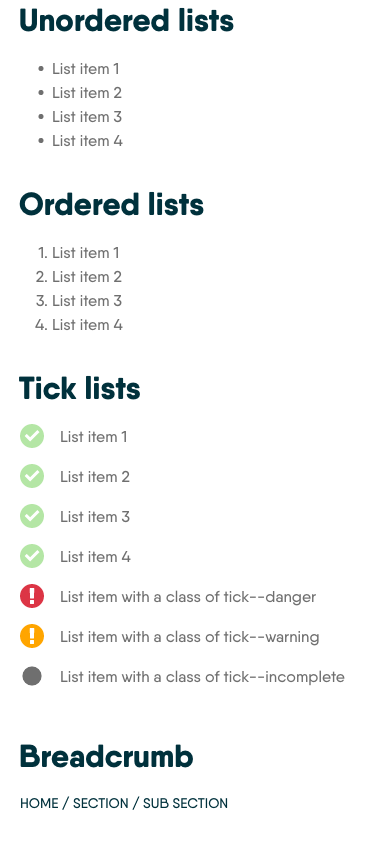 Unordered lists
• List item 1
• List item 2
• List item 3
• List item 4
Ordered lists
1. List item 1
2. List item 2
3. List item 3
4. List item 4
Tick lists
List item 1
List item 2
List item 3
List item 4
List item with a class of tick--danger
List item with a class of tick--warning
List item with a class of tick--incomplete
Breadcrumb
HOME / SECTION / SUB SECTION